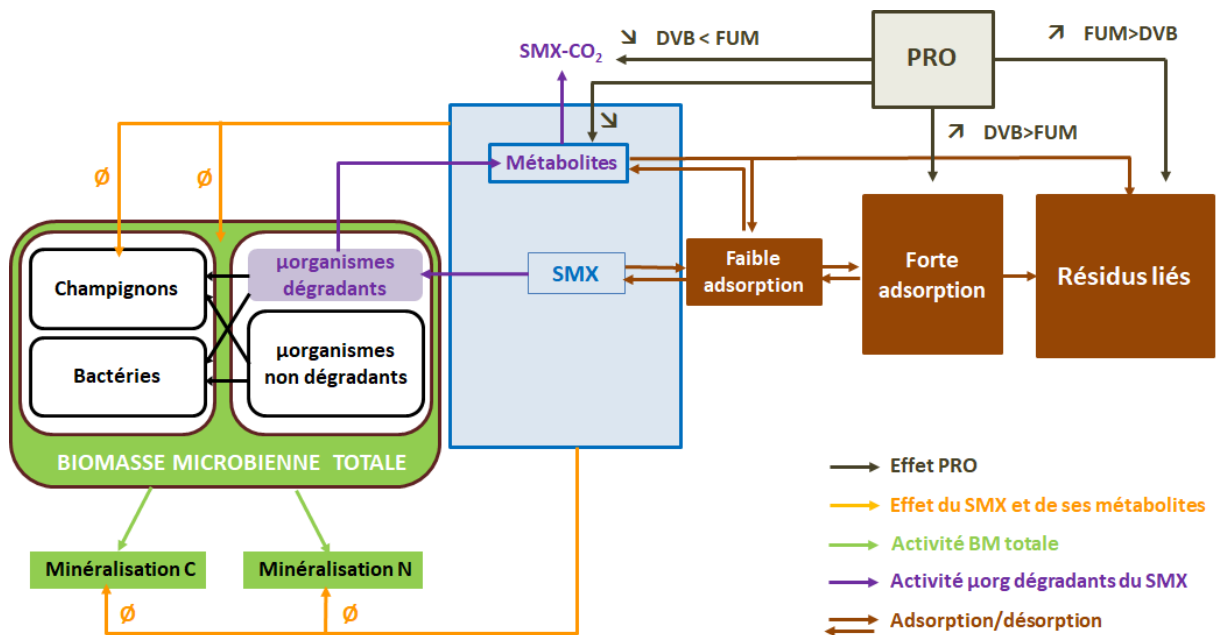 DVB < FUM
SMX-CO2
PRO
FUM>DVB
DVB>FUM
Métabolites
Ø
Ø
Champignons
µorganismes
dégradants
SMX
Faible
adsorption
Forte
adsorption
Résidus liés
Bactéries
µorganismes
non dégradants
BIOMASSE MICROBIENNE TOTALE
Minéralisation C
Minéralisation N
Ø
Ø
Effet PRO
Effet du SMX et de ses métabolites
Activité BM totale
Activité µorg dégradants du SMX
Adsorption/désorption